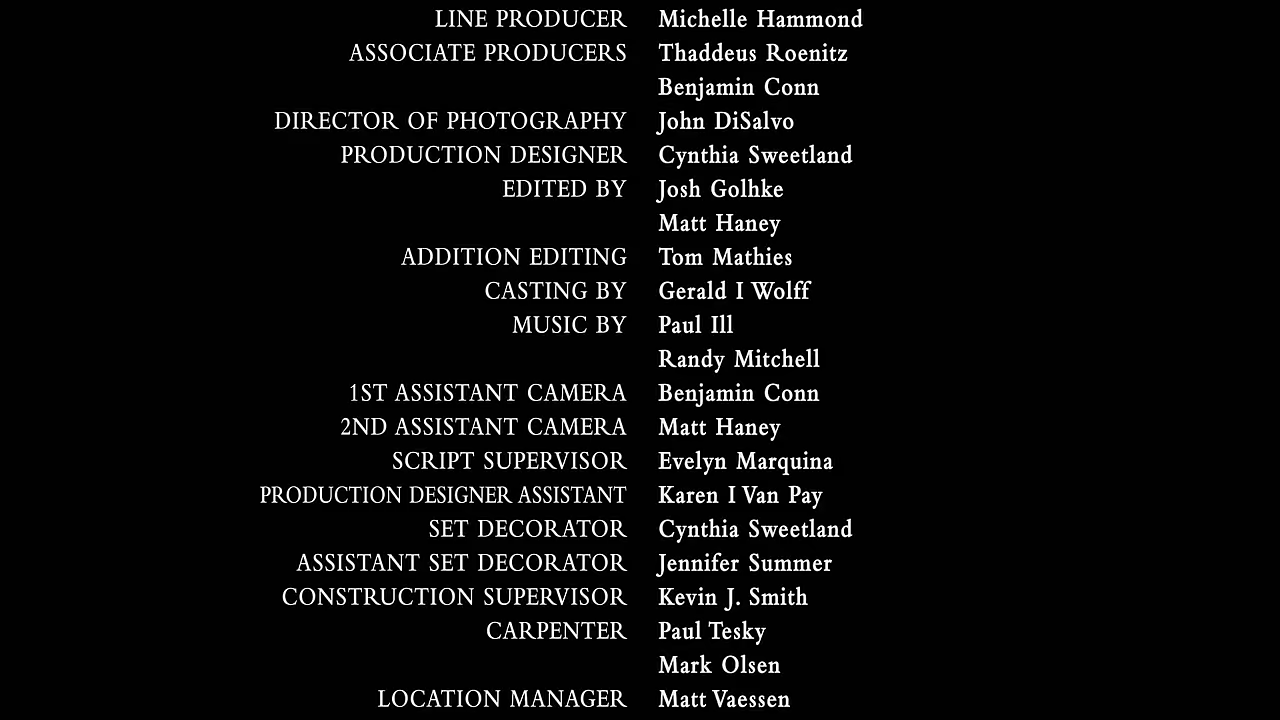 LINE PRODUCER Michelle Hammond
ASSOCIATE PRODUCERS Thaddeus Roenitz
Benjamin Conn
DIRECTOR OF PHOTOGRAPHY John DiSalvo
PRODUCTION DESIGNER Cynthia Sweetland
EDITED BY Josh Golhke
Matt Haney
ADDITION EDITING Tom Mathies
CASTING BY Gerald I Wolff
MUSIC BY Paul Ill
Randy Mitchell
1ST ASSISTANT CAMERA Benjamin Conn
2ND ASSISTANT CAMERA Matt Haney
SCRIPT SUPERVISOR Evelyn Marquina
PRODUCTION DESIGNER ASSISTANT Karen I Van Pay
SET DECORATOR Cynthia Sweetland
ASSISTANT SET DECORATOR Jennifer Summer
CONSTRUCTION SUPERVISOR Kevin J. Smith
CARPENTER Paul Tesky
Mark Olsen
LOCATION MANAGER Matt Vaessen